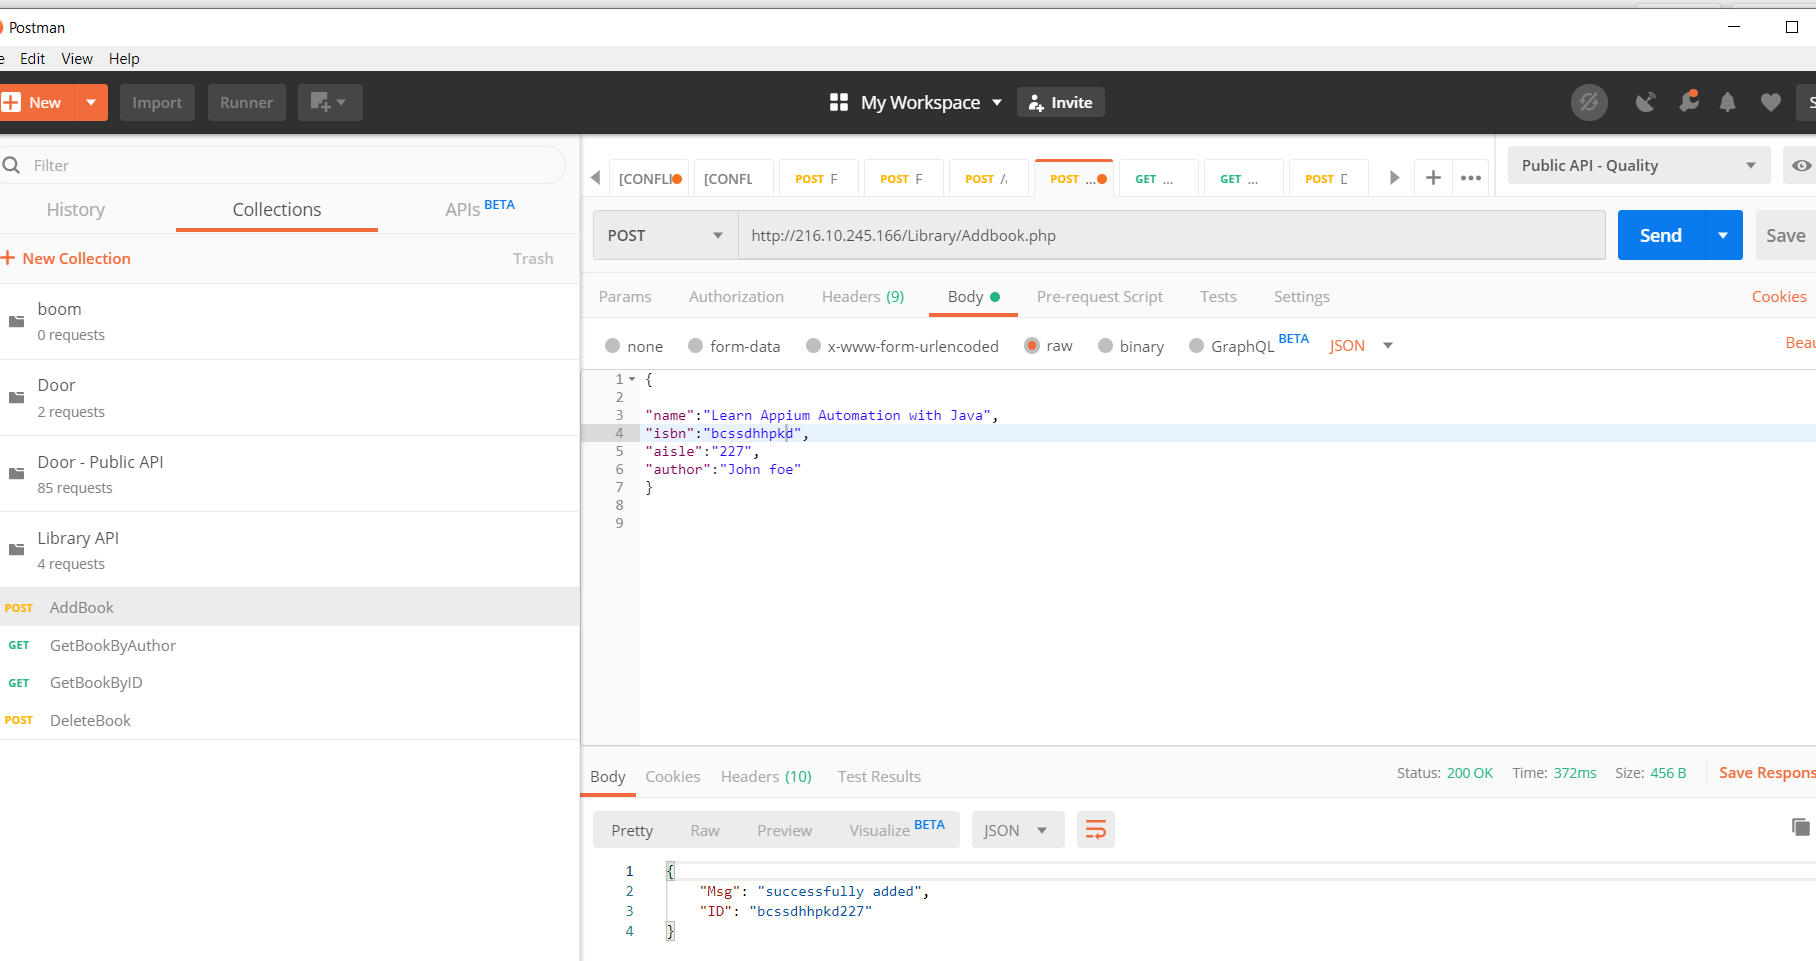 Postman
Edit View Help
New Import Runner My Workspace Invite
Filter
History Collections APIs BETA
New Collection Trash
boom
0 requests
Door
2 requests
Door - Public API
85 requests
Library API
4 requests
POST AddBook
GET GetBookByAuthor
GET GetBookByID
POST DeleteBook
[CONFLI [CONFL POST F POST F POST /. POST ... GET ... GET ... POST D
Public API - Quality
POST http://216.10.245.166/Library/Addbook.php Send Save
Params Authorization Headers (9) Body Pre-request Script Tests Settings Cookies
none form-data x-www-form-urlencoded raw binary GraphQL BETA JSON Beau
1 {
2
3 "name":"Learn Appium Automation with Java",
4 "isbn":"bcssdhhpkd",
5 "aisle":"227",
6 "author":"John foe"
7 }
8
9
Body Cookies Headers (10) Test Results Status: 200 OK Time: 372ms Size: 456 B Save Respons
Pretty Raw Preview Visualize BETA JSON
1 {
2 "Msg": "successfully added",
3 "ID": "bcssdhhpkd227"
4 }